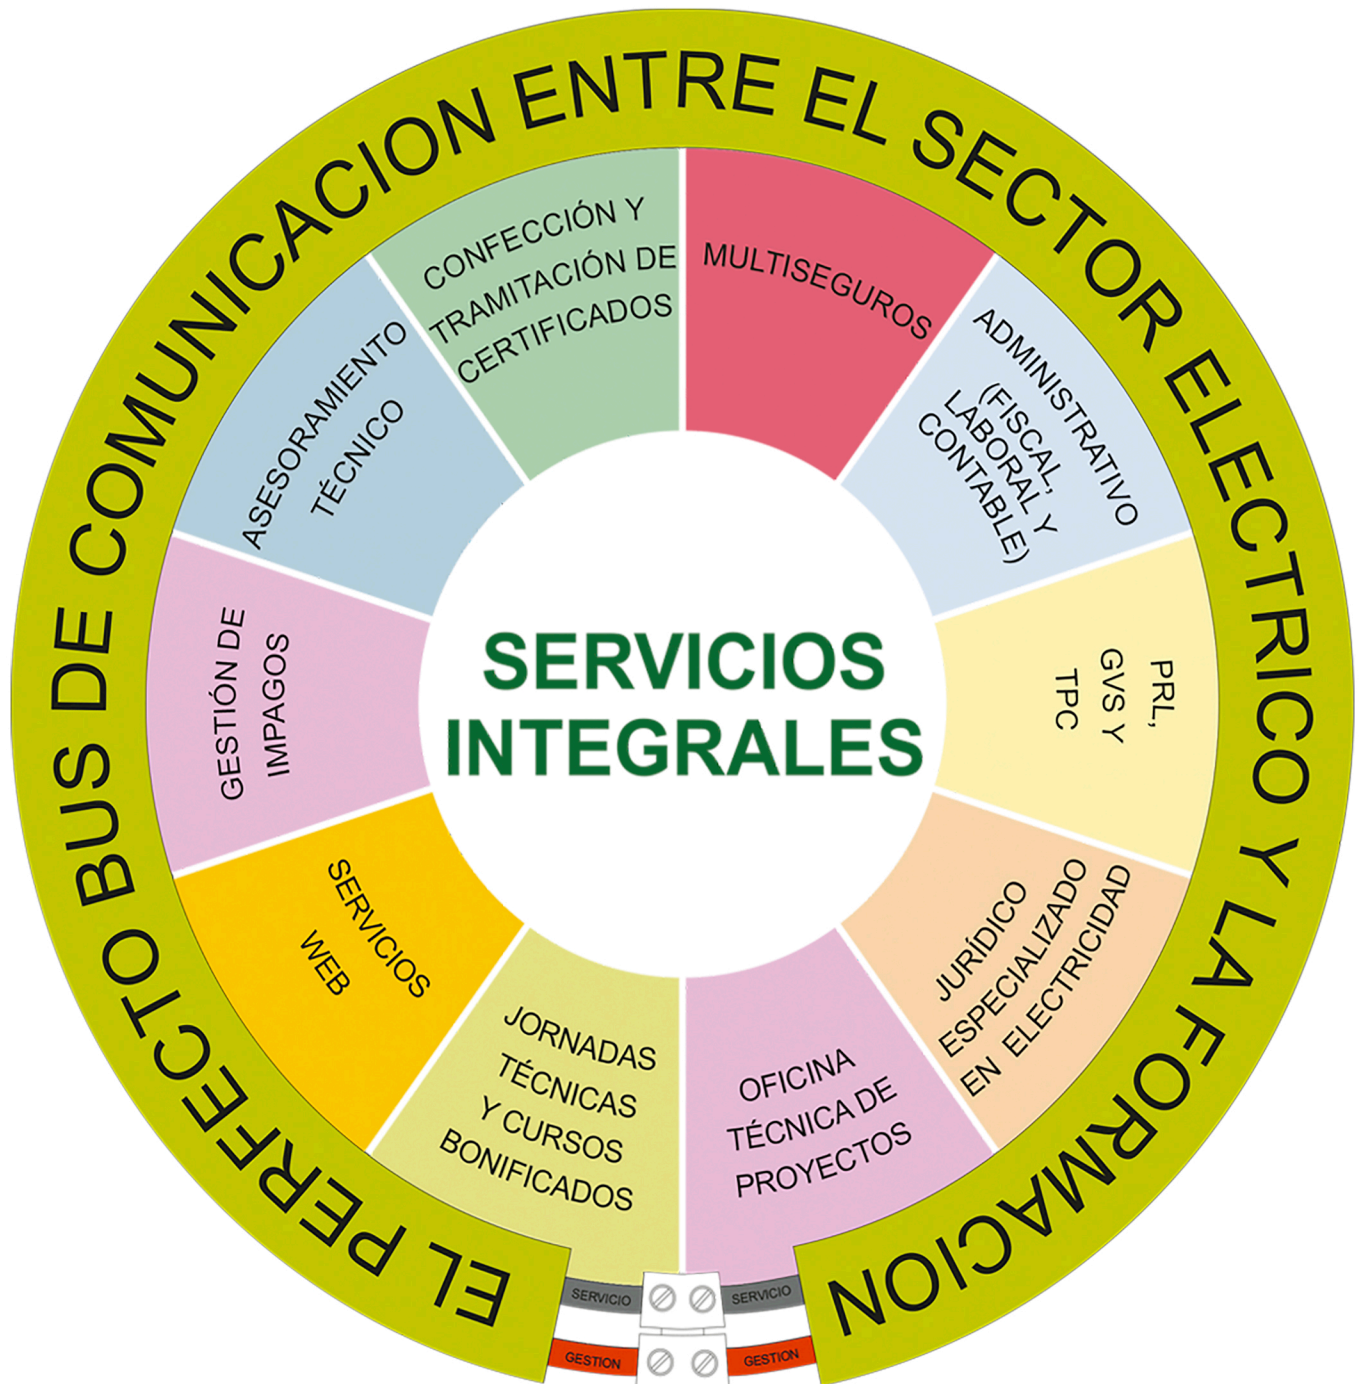 EL PERFECTO BUS DE COMUNICACION ENTRE EL SECTOR ELECTRICO Y LA FORMACION
SERVICIOS
INTEGRALES
MULTISEGUROS
ADMINISTRATIVO
(FISCAL,
LABORAL Y
CONTABLE)
PRL,
GVS Y
TPC
JURÍDICO
ESPECIALIZADO
EN ELECTRICIDAD
OFICINA
TÉCNICA DE
PROYECTOS
JORNADAS
TÉCNICAS
Y CURSOS
BONIFICADOS
SERVICIOS
WEB
GESTIÓN DE
IMPAGOS
ASESORAMIENTO
TÉCNICO
CONFECCIÓN Y
TRAMITACIÓN DE
CERTIFICADOS
SERVICIO
SERVICIO
GESTION
GESTION